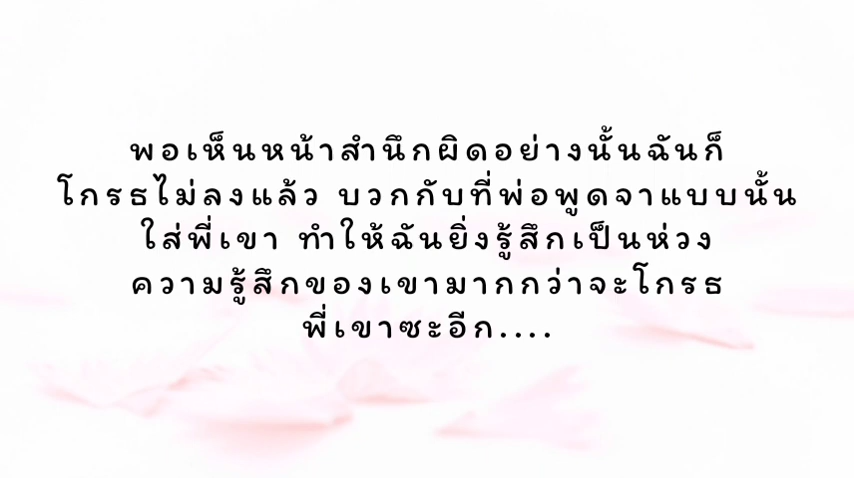 พอเห็นหน้าสำนึกผิดอย่างนั้นฉันก็
โกรธไม่ลงแล้ว บวกกับที่พ่อพูดจาแบบนั้น
ใส่พี่เขา ทำให้ฉันยิ่งรู้สึกเป็นห่วง
ความรู้สึกของเขามากกว่าจะโกรธ
พี่เขาซะอีก....